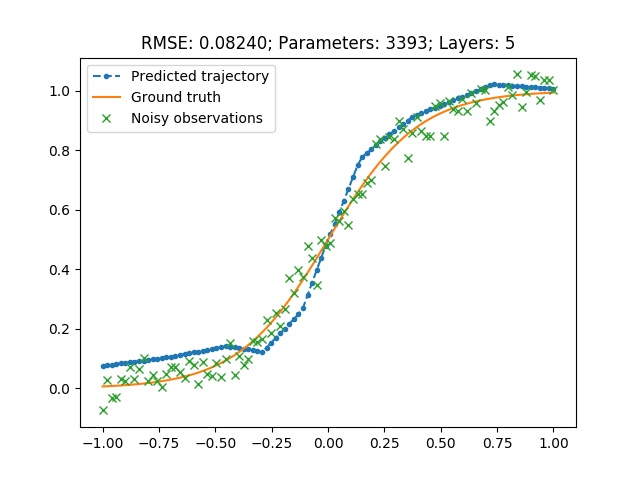 RMSE: 0.08240; Parameters: 3393; Layers: 5
Predicted trajectory
Ground truth
Noisy observations
1.0
0.8
0.6
0.4
0.2
0.0
−1.00 −0.75 −0.50 −0.25 0.00 0.25 0.50 0.75 1.00